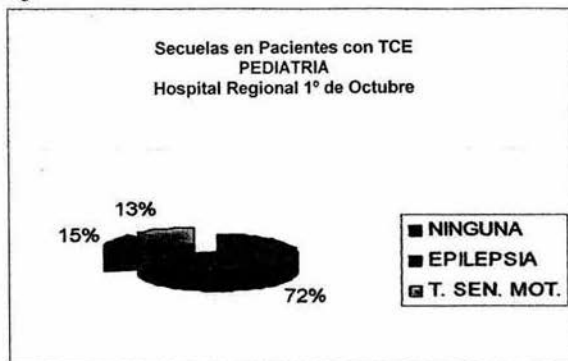 Secuelas en Pacientes con TCE
PEDIATRIA
Hospital Regional 1º de Octubre
13%
15%
72%
NINGUNA
EPILEPSIA
T. SEN. MOT.